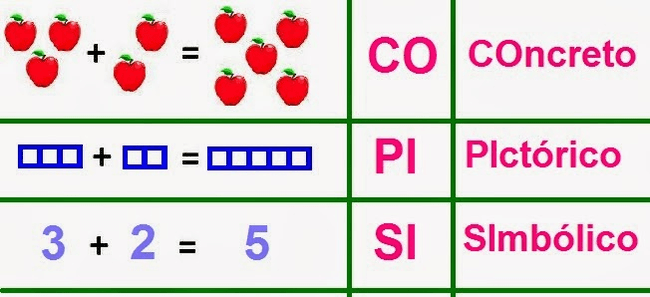 + = CO COncreto
+ = PI PIctórico
3 + 2 = 5 SI SImbólico